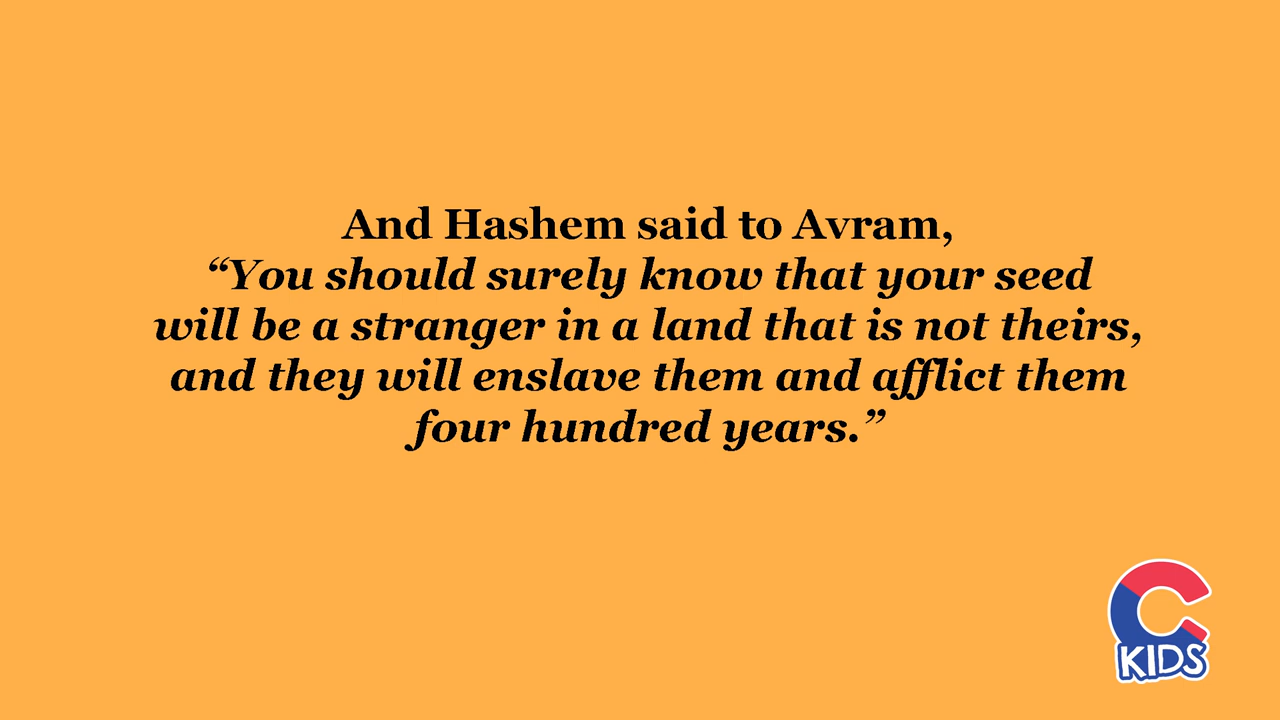 And Hashem said to Avram,
“You should surely know that your seed
will be a stranger in a land that is not theirs,
and they will enslave them and afflict them
four hundred years.”
C
KIDS